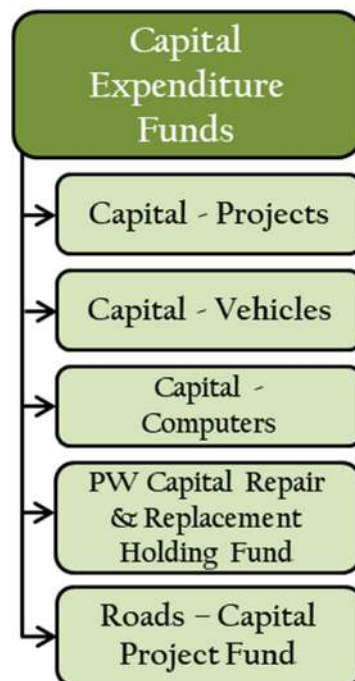 Capital
Expenditure
Funds
Capital - Projects
Capital - Vehicles
Capital -
Computers
PW Capital Repair
& Replacement
Holding Fund
Roads – Capital
Project Fund